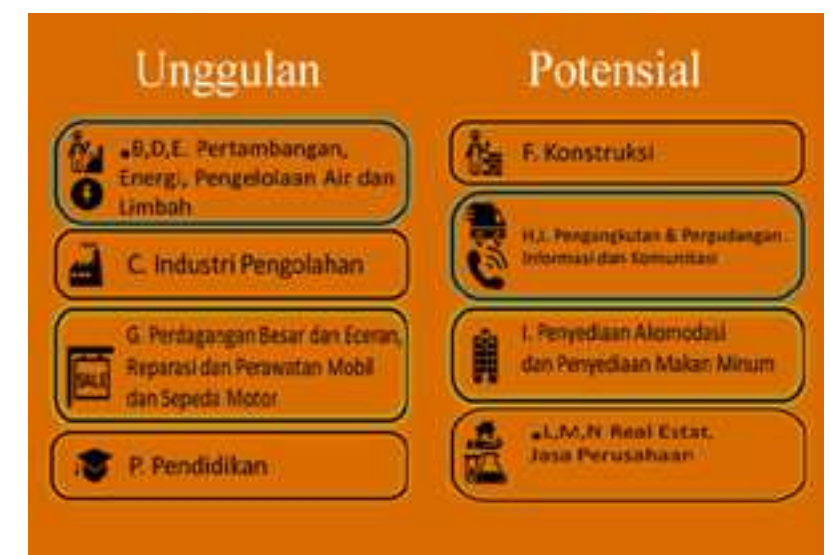 Unggulan
.B,D,E. Pertambangan,
Energi, Pengelolaan Air dan
Limbah
C. Industri Pengolahan
G. Perdagangan Besar dan Eceran,
Reparasi dan Perawatan Mobil
dan Sepeda Motor
SALE
P. Pendidikan
Potensial
F. Konstruksi
H,J. Pengangkutan & Pergudangan
Informasi dan Komunikasi
I. Penyediaan Akomodasi
dan Penyediaan Makan Minum
.L,M,N Real Estat,
Jasa Perusahaan